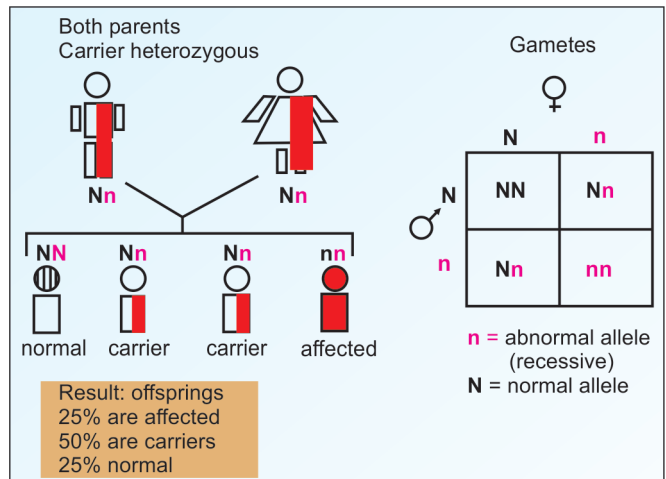 Both parents
Carrier heterozygous
Nn Nn
NN Nn Nn nn
normal carrier carrier affected
Result: offsprings
25% are affected
50% are carriers
25% normal
Gametes
N n
N NN Nn
n Nn nn
n = abnormal allele
(recessive)
N = normal allele